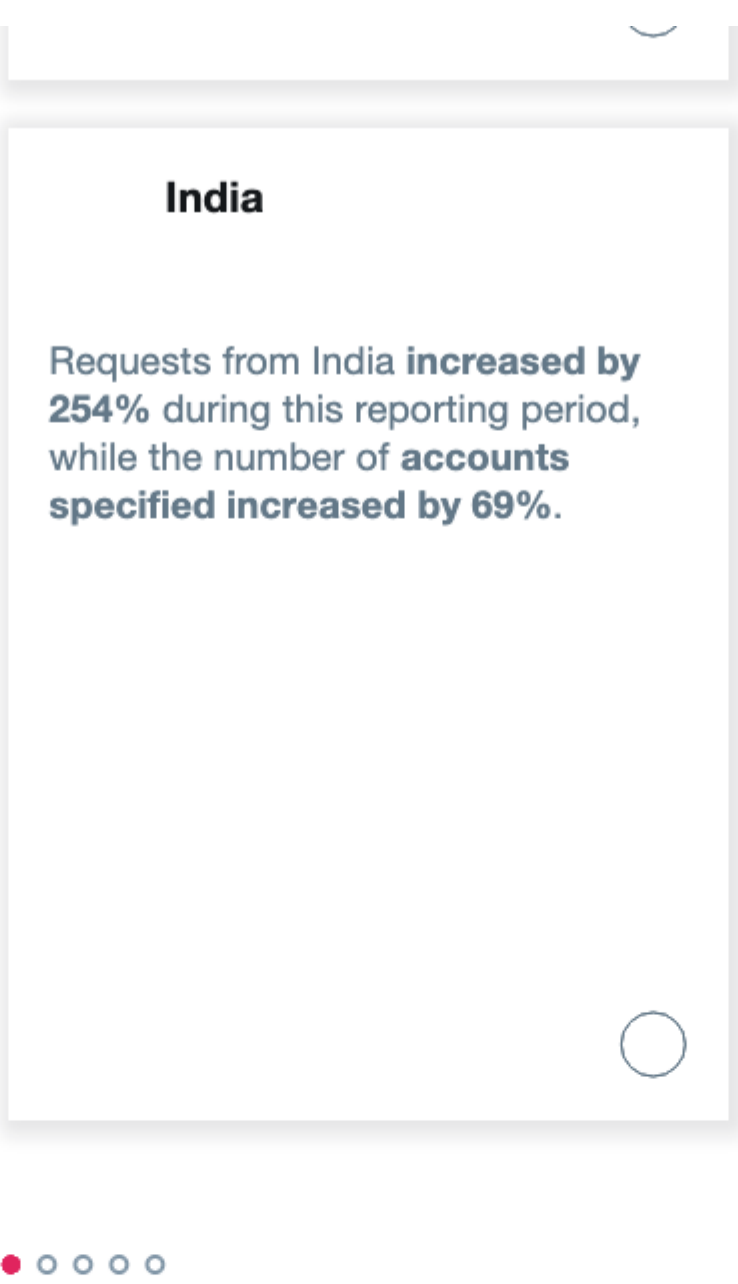 India
Requests from India increased by
254% during this reporting period,
while the number of accounts
specified increased by 69%.